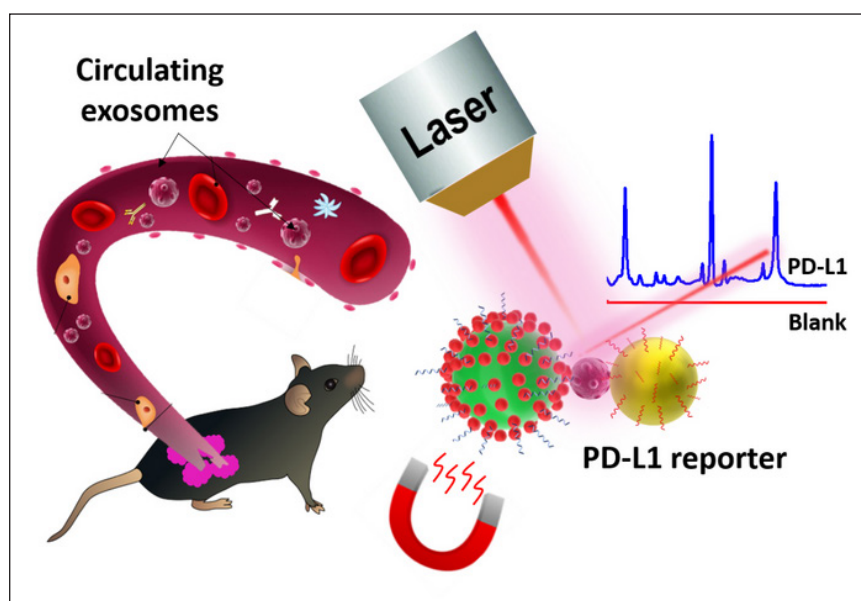 Circulating
exosomes
Laser
PD-L1
Blank
PD-L1 reporter